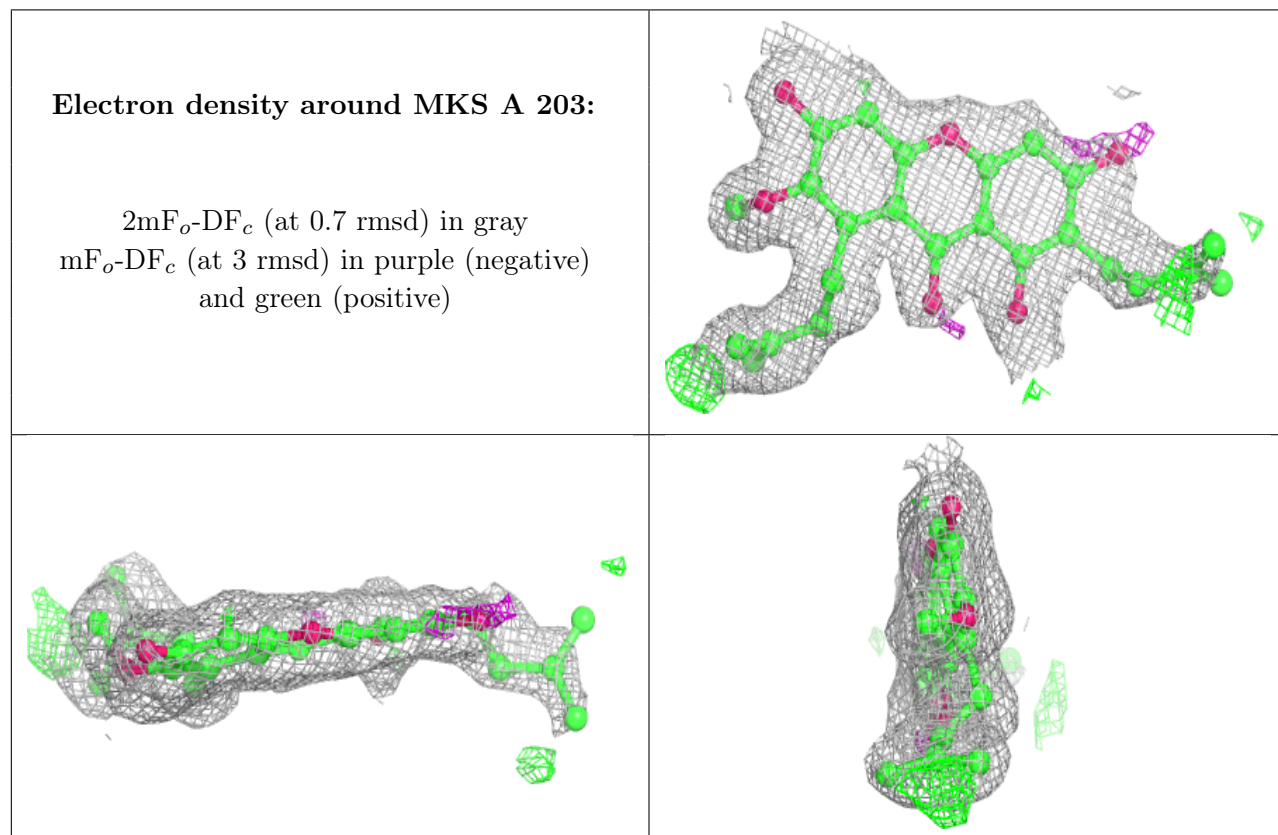 Electron density around MKS A 203:
2mFo-DFc (at 0.7 rmsd) in gray
mFo-DFc (at 3 rmsd) in purple (negative)
and green (positive)